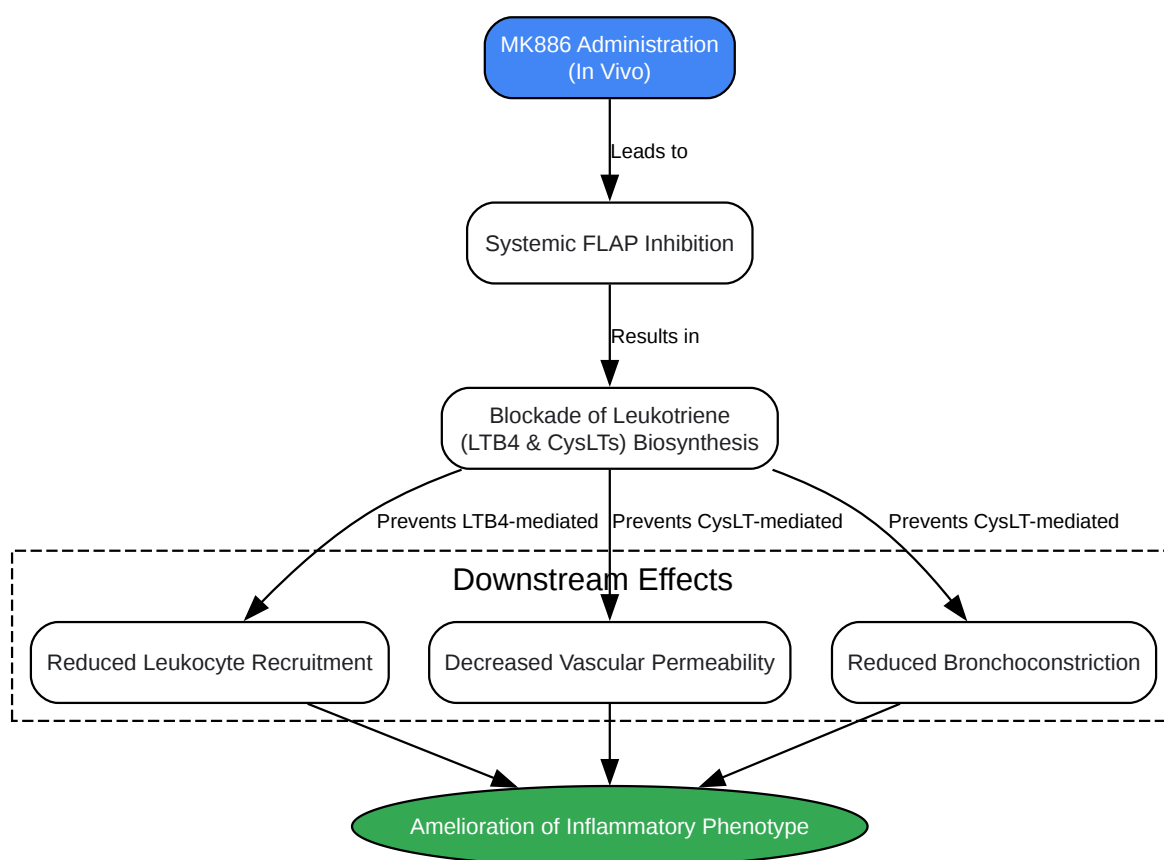 MK886 Administration
(In Vivo)
Leads to
Systemic FLAP Inhibition
Results in
Blockade of Leukotriene
(LTB4 & CysLTs) Biosynthesis
Prevents LTB4-mediated
Prevents CysLT-mediated
Prevents CysLT-mediated
Downstream Effects
Reduced Leukocyte Recruitment
Decreased Vascular Permeability
Reduced Bronchoconstriction
Amelioration of Inflammatory Phenotype